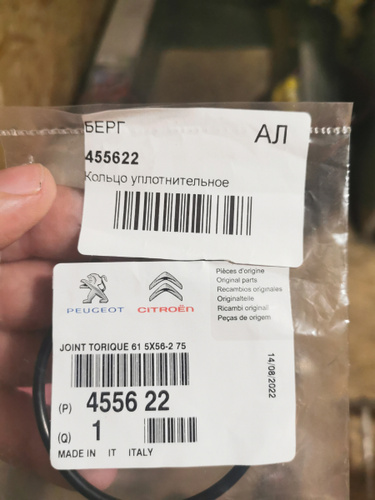 БЕРГ
АЛ
455622
Кольцо уплотнительное
PEUGEOT
CITROËN
Pièces d'origine
Original parts
Recambios originales
Originalteile
Ricambi originali
Peças de origem
JOINT TORIQUE 61 5X56-2 75
14/08/2022
(P) 4556 22
(Q) 1
MADE IN IT ITALY